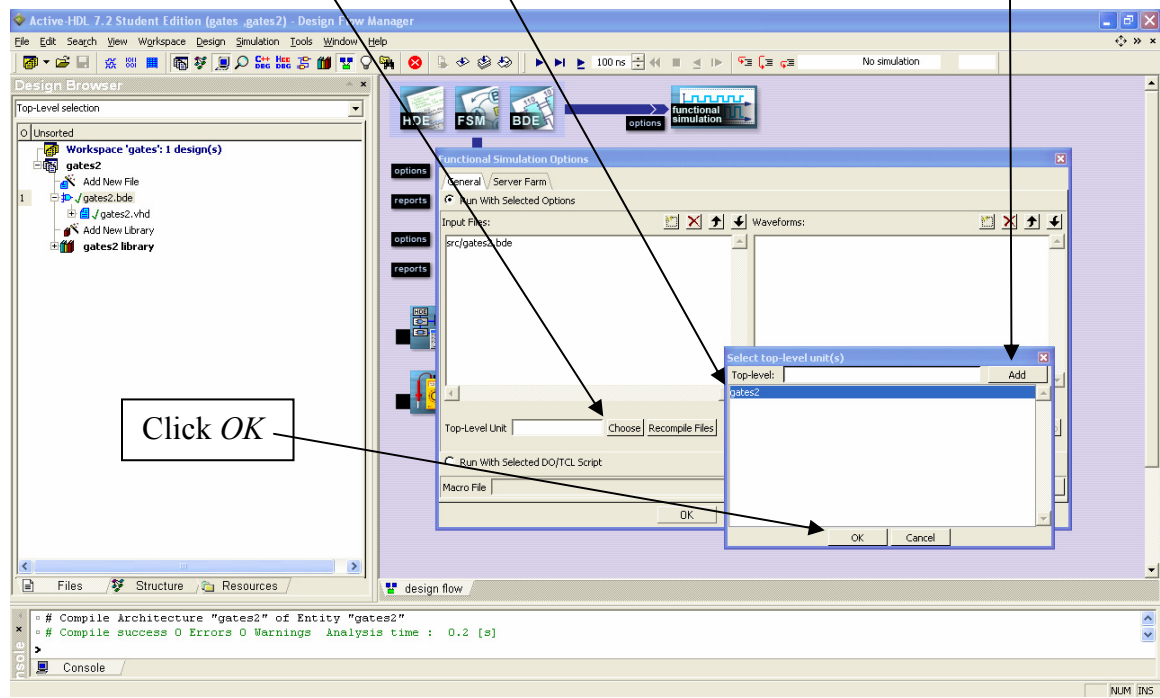 Active-HDL 7.2 Student Edition (gates ,gates2) - Design Flow Manager
File Edit Search View Workspace Design Simulation Tools Window Help
100 ns
No simulation
Design Browser
Top-Level selection
O Unsorted
Workspace 'gates': 1 design(s)
gates2
Add New File
1 gates2.bde
gates2.vhd
Add New Library
gates2 library
Files Structure Resources
HDE FSM BDE
options
functional simulation
options
reports
options
reports
Functional Simulation Options
General Server Farm
Run With Selected Options
Input Files:
Waveforms:
src/gates2.bde
Top-Level Unit Choose Recompile Files
Run With Selected DO/TCL Script
Macro File
OK
Select top-level unit(s)
Top-level: Add
gates2
OK Cancel
Click OK
design flow
# Compile Architecture "gates2" of Entity "gates2"
# Compile success 0 Errors 0 Warnings Analysis time : 0.2 [s]
>
Console
NUM INS